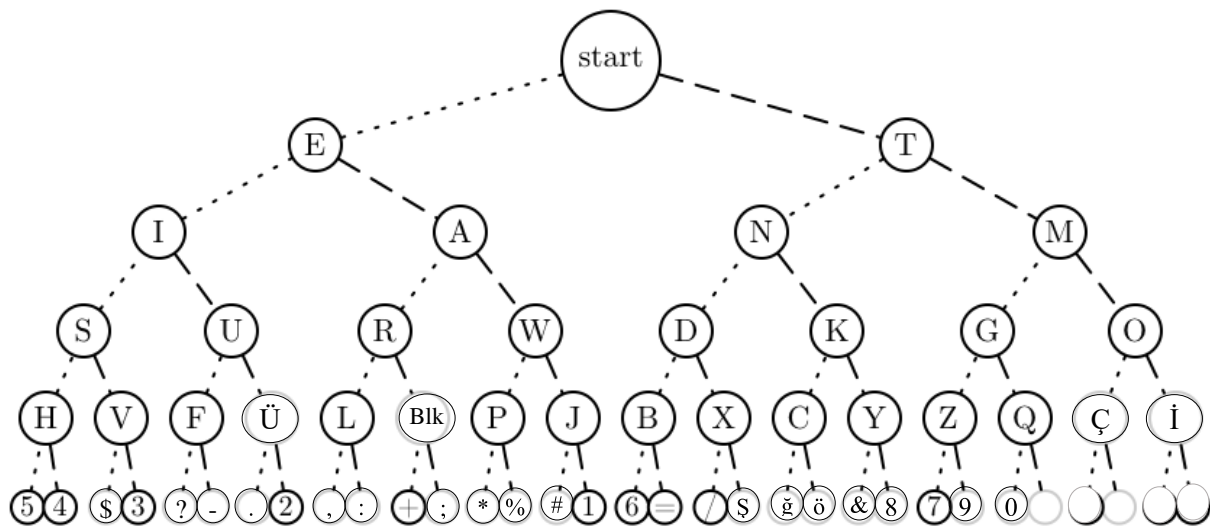 start
E T
I A N M
S U R W D K G O
H V F Ü L Blk P J B X C Y Z Q Ç İ
5 4 $ 3 ? - . 2 , : + ; * % # 1 6 = / Ş ğ ö & 8 7 9 0